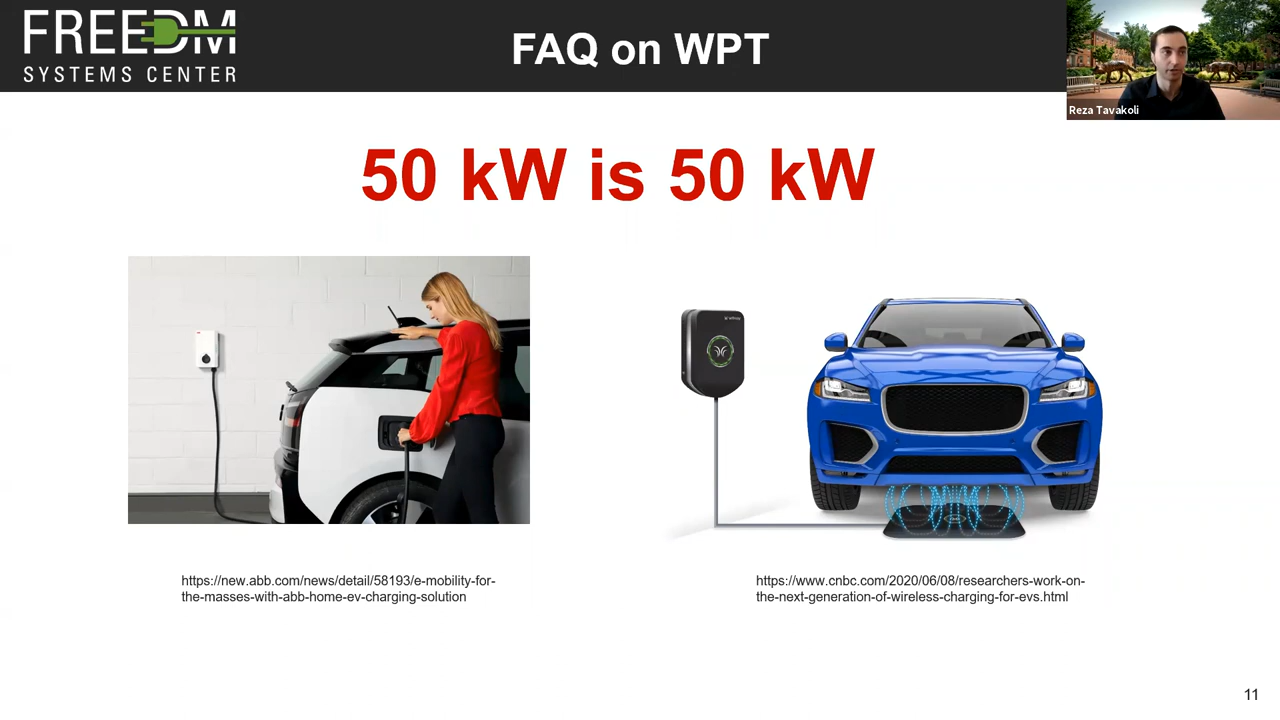 FREEDM
SYSTEMS CENTER
FAQ on WPT
Reza Tavakoli
50 kW is 50 kW
https://new.abb.com/news/detail/58193/e-mobility-for-
the-masses-with-abb-home-ev-charging-solution
https://www.cnbc.com/2020/06/08/researchers-work-on-
the-next-generation-of-wireless-charging-for-evs.html
11